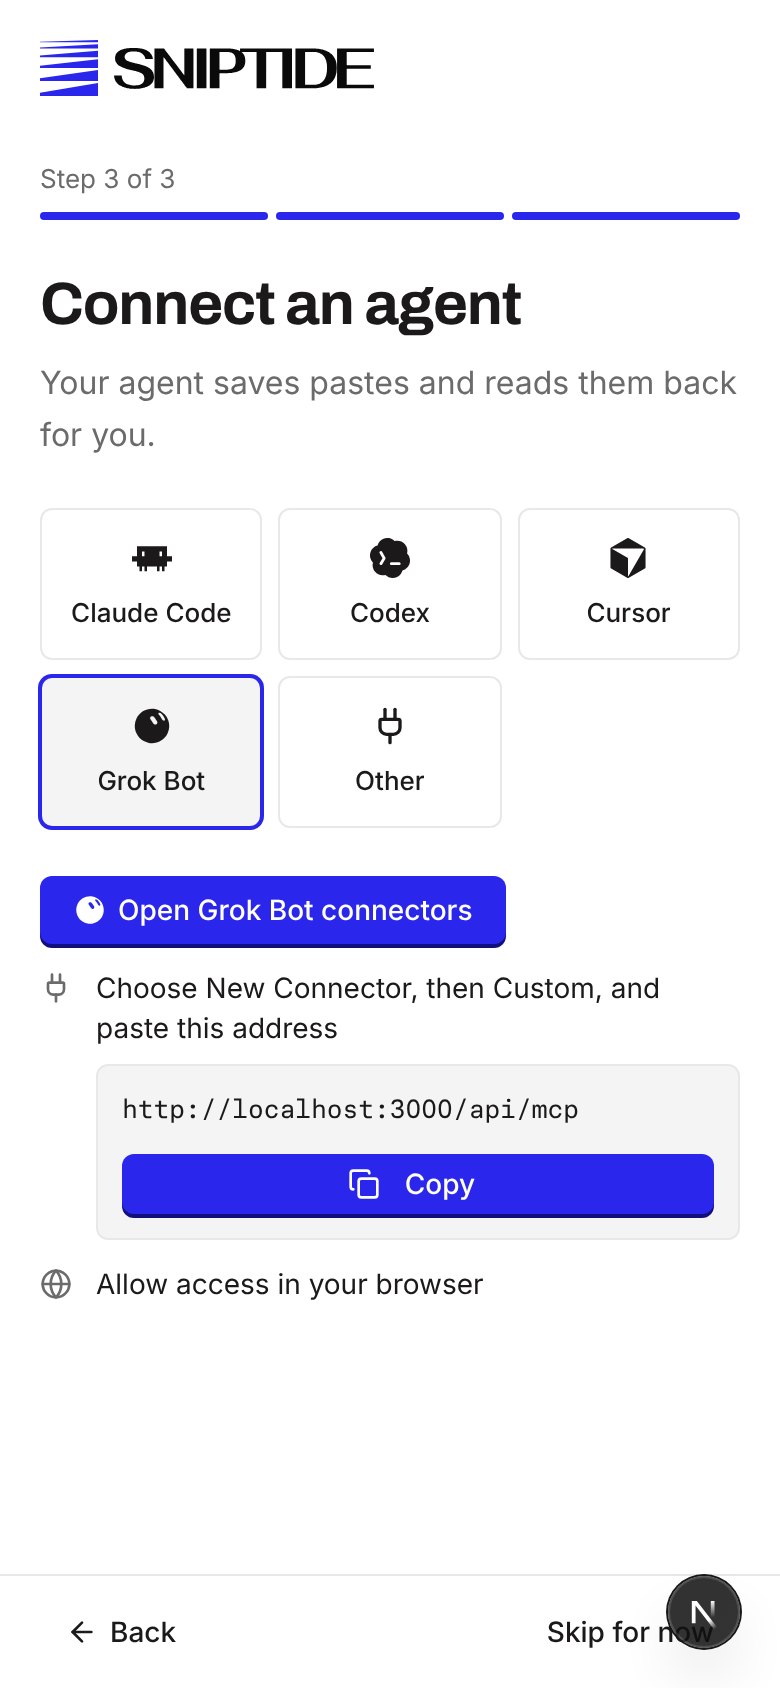 SNIPTIDE
Step 3 of 3
Connect an agent
Your agent saves pastes and reads them back
for you.
Claude Code
Codex
Cursor
Grok Bot
Other
Open Grok Bot connectors
Choose New Connector, then Custom, and
paste this address
http://localhost:3000/api/mcp
Copy
Allow access in your browser
Back
Skip for now
N